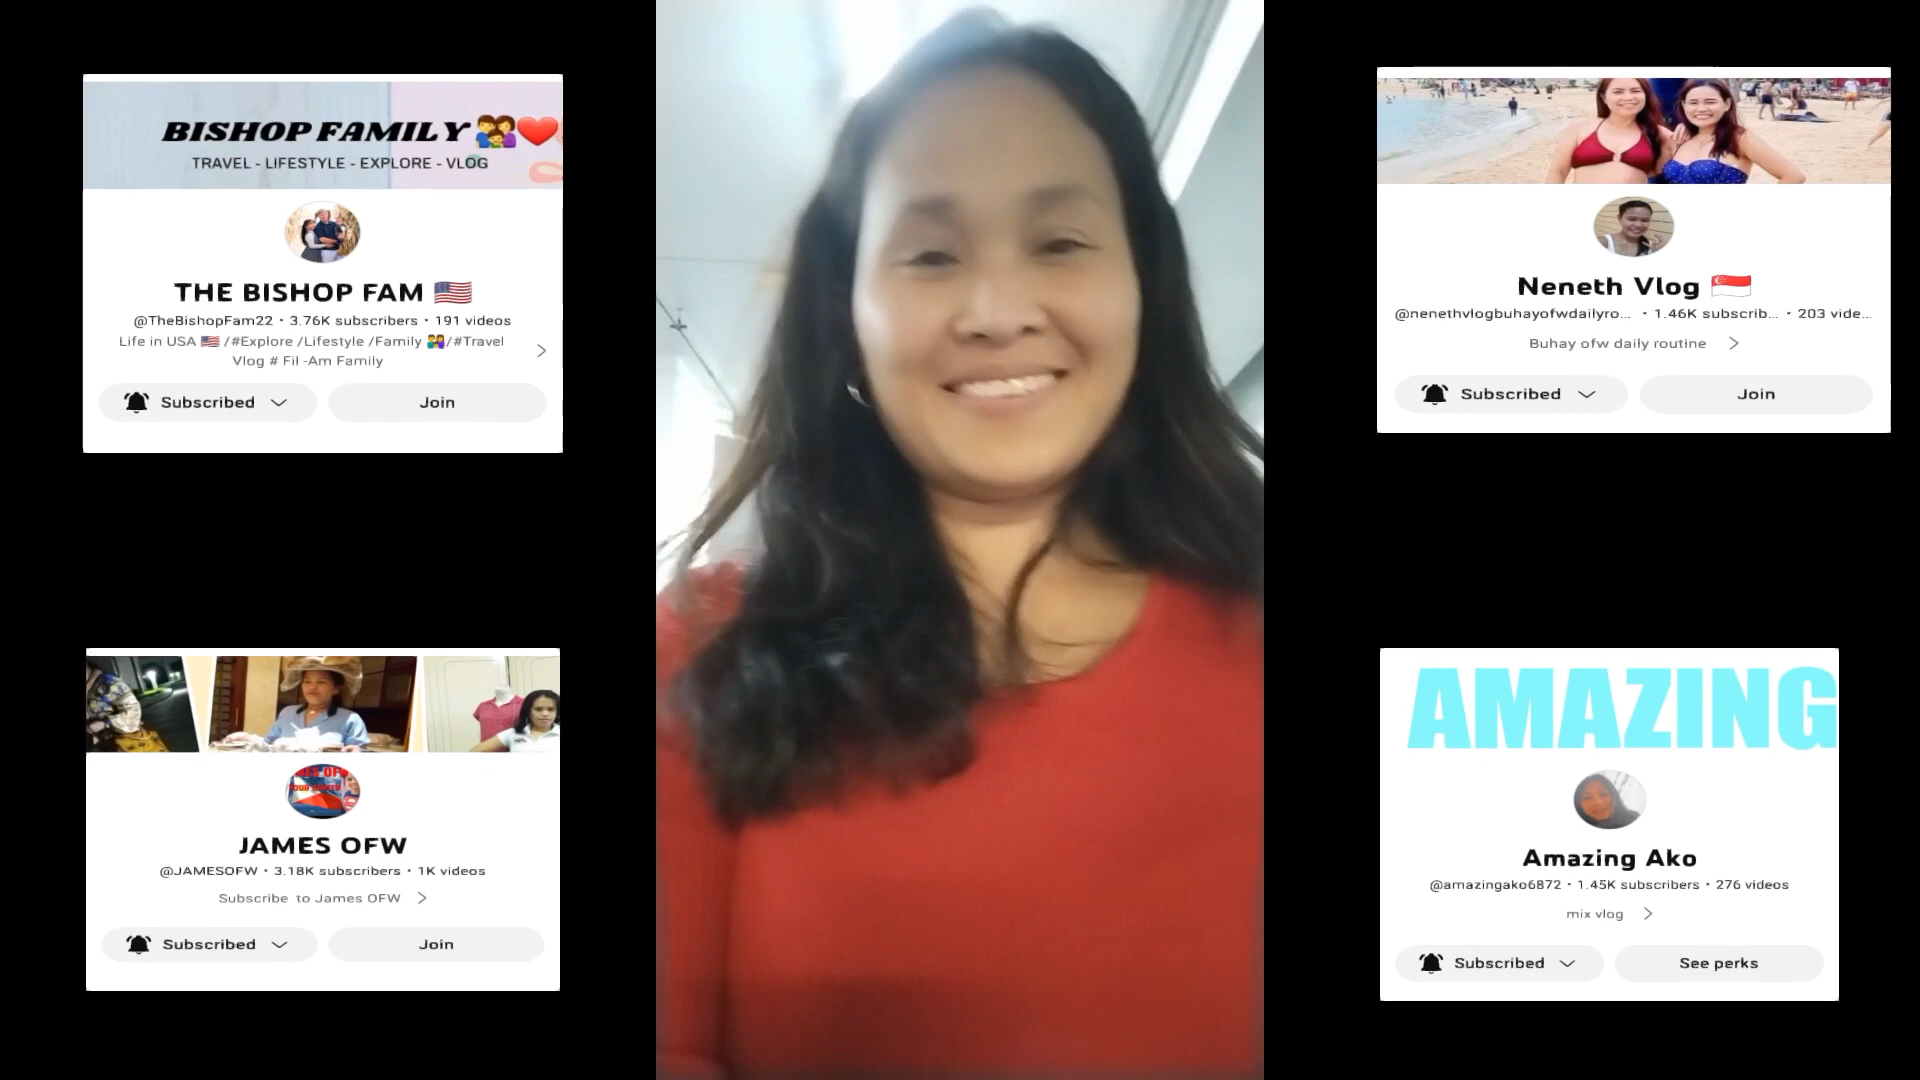 BISHOP FAMILY 👨‍👩‍👦❤️
TRAVEL - LIFESTYLE - EXPLORE - VLOG
THE BISHOP FAM 🇺🇸
@TheBishopFam22 • 3.76K subscribers • 191 videos
Life in USA 🇺🇸 /#Explore /Lifestyle /Family 👩‍❤️‍👨/#Travel
Vlog # Fil -Am Family
Subscribed
Join
Neneth Vlog 🇸🇬
@nenethvlogbuhayofwdailyro... • 1.46K subscrib... • 203 vide...
Buhay ofw daily routine
Subscribed
Join
JAMES OFW
@JAMESOFW • 3.18K subscribers • 1K videos
Subscribe to James OFW
Subscribed
Join
AMAZING
Amazing Ako
@amazingako6872 • 1.45K subscribers • 276 videos
mix vlog
Subscribed
See perks